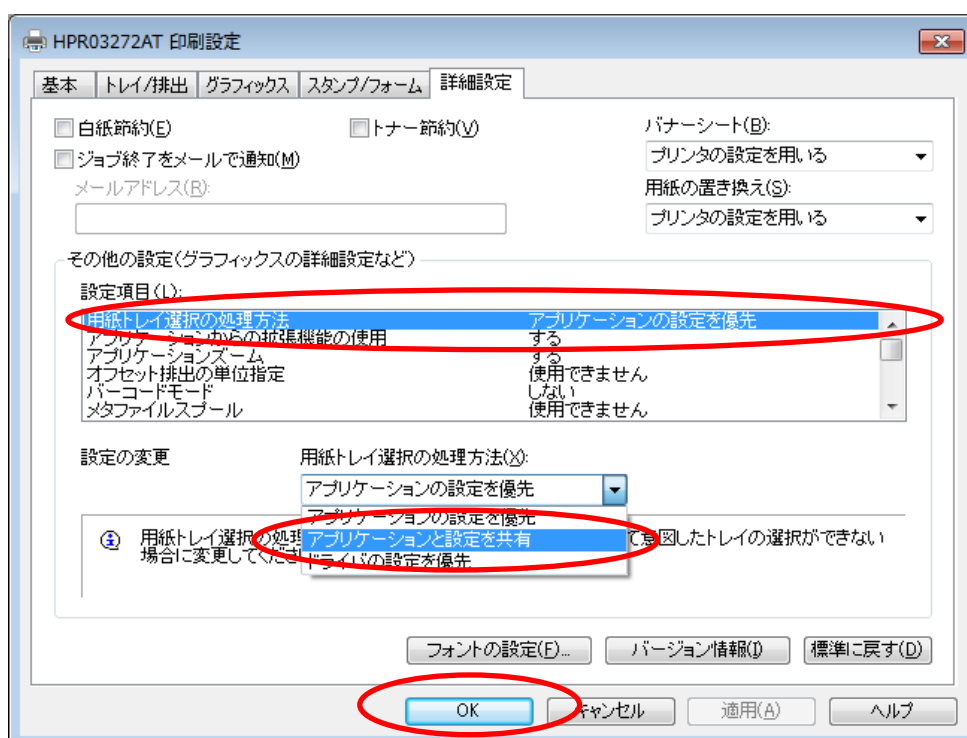 HPR03272AT 印刷設定
基本 トレイ/排出 グラフィックス スタンプ/フォーム 詳細設定
白紙節約(E) トナー節約(V) バナーシート(B):
ジョブ終了をメールで通知(M) プリンタの設定を用いる
メールアドレス(R): 用紙の置き換え(S):
プリンタの設定を用いる
その他の設定(グラフィックスの詳細設定など)
設定項目(L):
用紙トレイ選択の処理方法 アプリケーションの設定を優先
アプリケーションからの拡張機能の使用 する
アプリケーションズーム する
オフセット排出の単位指定 使用できません
バーコードモード しない
メタファイルスプール 使用できません
設定の変更 用紙トレイ選択の処理方法(X):
アプリケーションの設定を優先
アプリケーションの設定を優先
用紙トレイ選択の処理 アプリケーションと設定を共有 て意図したトレイの選択ができない
場合に変更してくださ ドライバの設定を優先
フォントの設定(F)... バージョン情報(I) 標準に戻す(D)
OK キャンセル 適用(A) ヘルプ